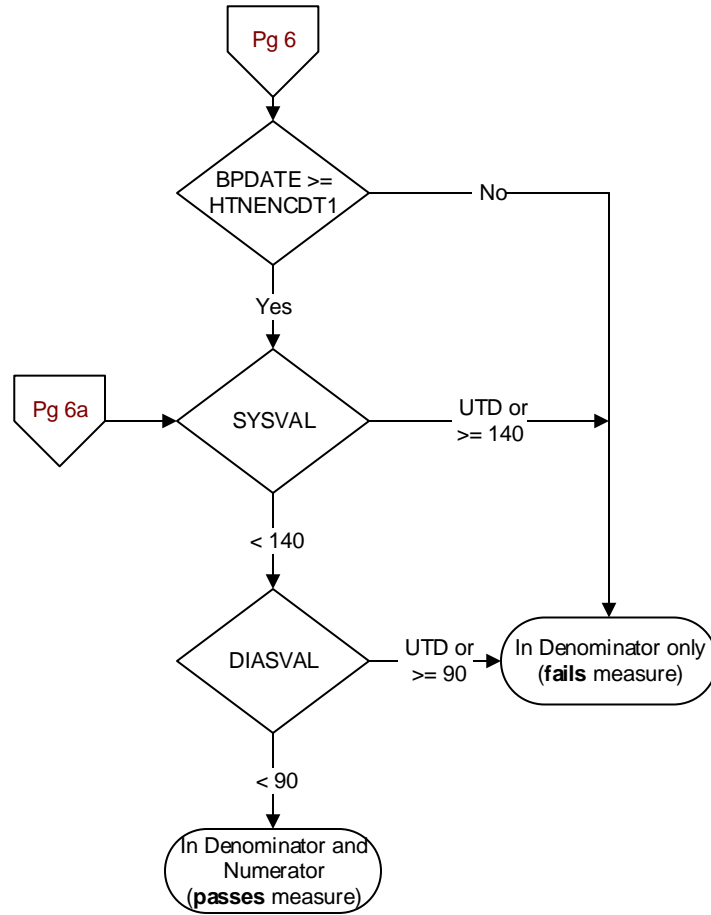 Pg 6
BPDATE >=
HTNENCDT1
No
Yes
Pg 6a
SYSVAL
UTD or
>= 140
< 140
DIASVAL
UTD or
>= 90
In Denominator only
(fails measure)
< 90
In Denominator and
Numerator
(passes measure)